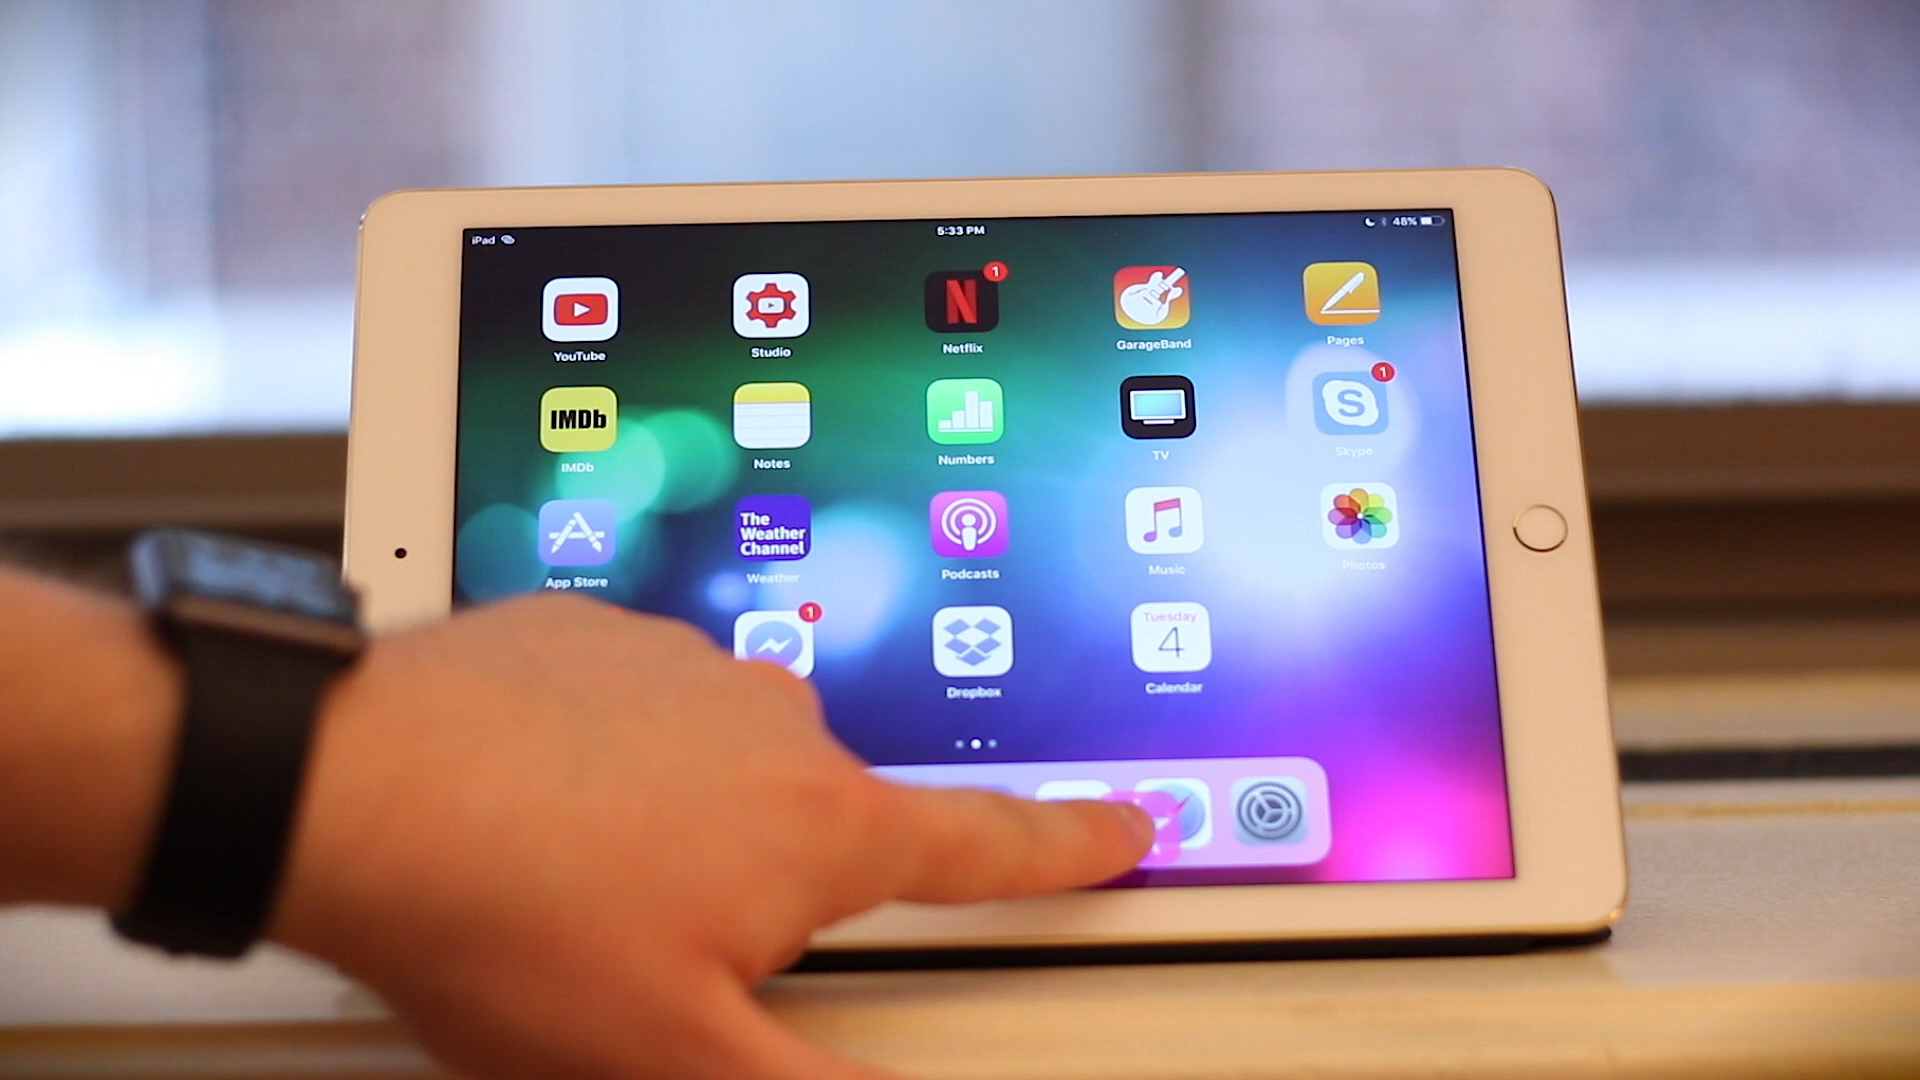 iPad
5:33 PM
48%
YouTube
Studio
1
N
Netflix
GarageBand
Pages
IMDb
IMDb
Notes
Numbers
TV
1
S
Skype
App Store
The
Weather
Channel
Weather
Podcasts
Music
Photos
1
Dropbox
Tuesday
4
Calendar